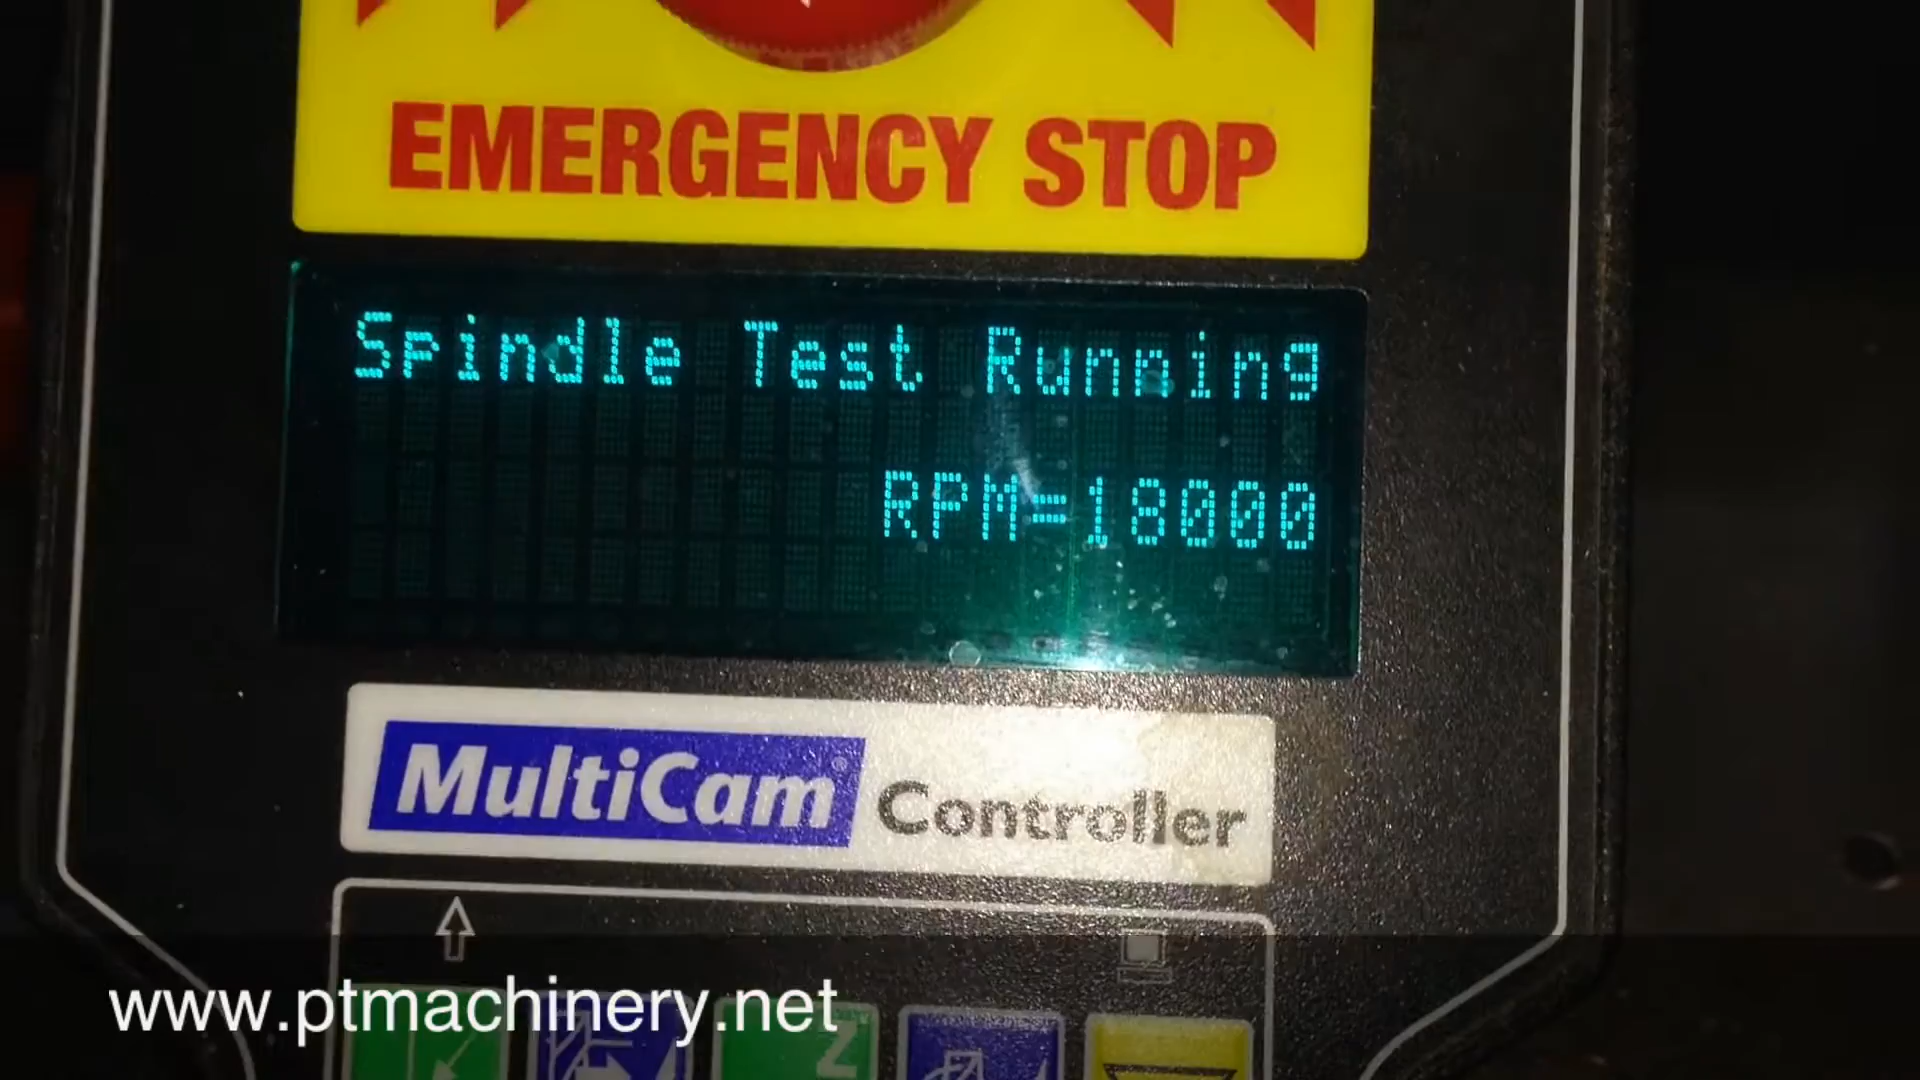 EMERGENCY STOP
Spindle Test Running
RPM=18000
MultiCam Controller
www.ptmachinery.net
Z